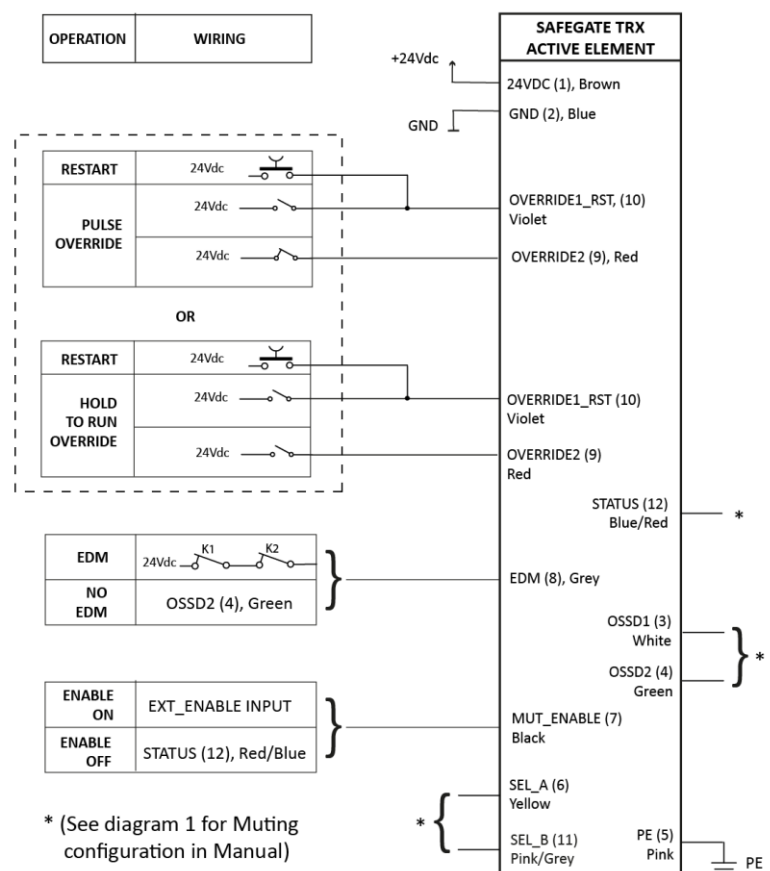 OPERATION WIRING
SAFEGATE TRX
ACTIVE ELEMENT
+24Vdc
24VDC (1), Brown
GND
GND (2), Blue
RESTART 24Vdc
PULSE
OVERRIDE
24Vdc
24Vdc
OVERRIDE1_RST, (10)
Violet
OVERRIDE2 (9), Red
OR
RESTART 24Vdc
HOLD
TO RUN
OVERRIDE
24Vdc
24Vdc
OVERRIDE1_RST (10)
Violet
OVERRIDE2 (9)
Red
STATUS (12)
Blue/Red
*
EDM 24Vdc K1 K2
NO
EDM
OSSD2 (4), Green
EDM (8), Grey
OSSD1 (3)
White
OSSD2 (4)
Green
*
ENABLE
ON
EXT_ENABLE INPUT
ENABLE
OFF
STATUS (12), Red/Blue
MUT_ENABLE (7)
Black
SEL_A (6)
Yellow
*
SEL_B (11)
Pink/Grey
PE (5)
Pink
PE
* (See diagram 1 for Muting
configuration in Manual)